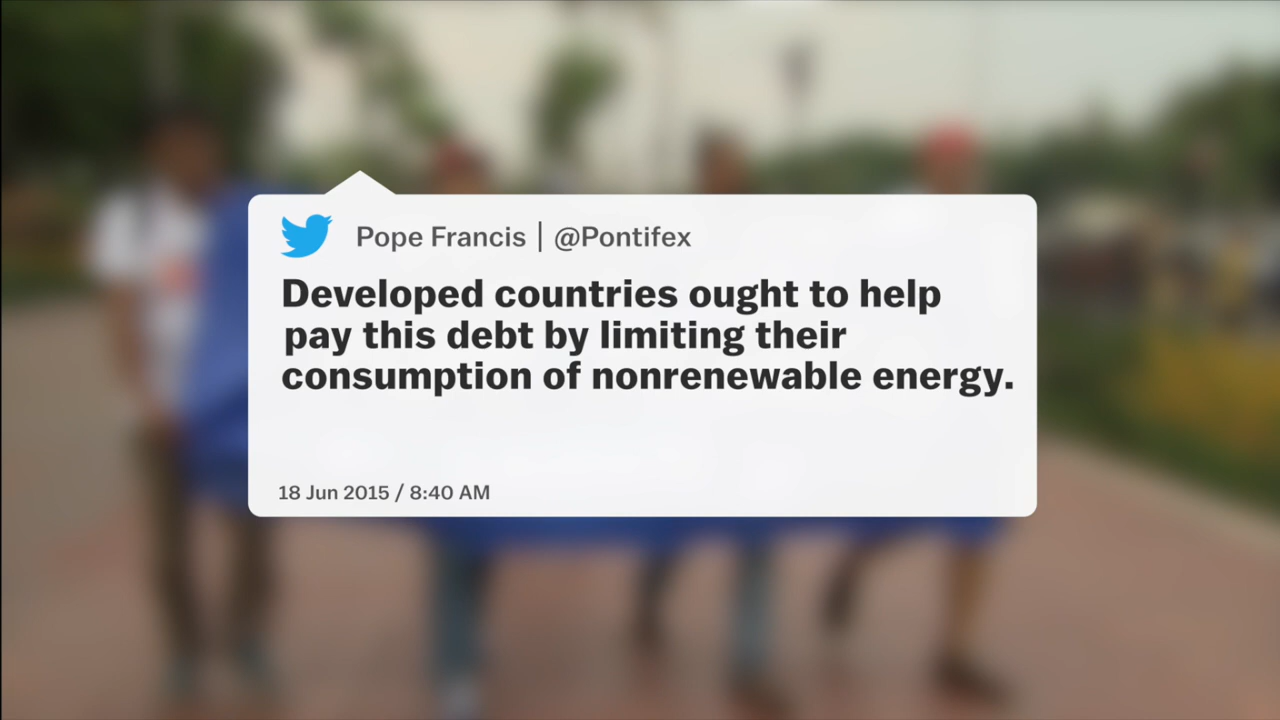 Pope Francis | @Pontifex
Developed countries ought to help
pay this debt by limiting their
consumption of nonrenewable energy.
18 Jun 2015 / 8:40 AM